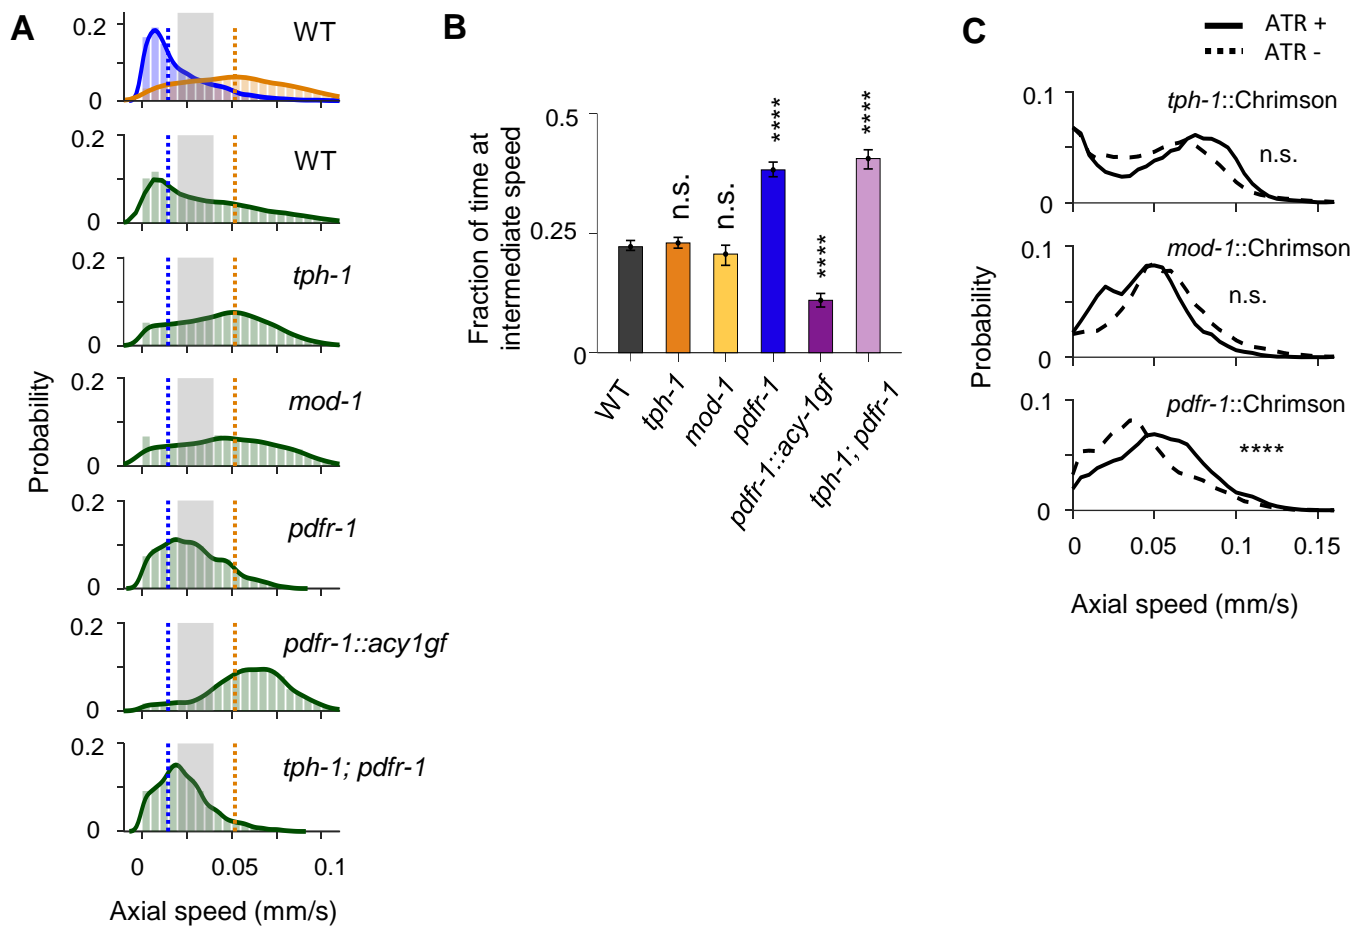 A
0.2
WT
0
0.2
WT
0
0.2
tph-1
0
0.2
mod-1
0
0.2
pdfr-1
0
0.2
pdfr-1::acy1gf
0
0.2
tph-1; pdfr-1
0
0
0.05
0.1
Probability
Axial speed (mm/s)
B
0.5
0.25
0
Fraction of time at
intermediate speed
n.s.
n.s.
****
****
****
WT
tph-1
mod-1
pdfr-1
pdfr-1::acy-1gf
tph-1; pdfr-1
C
ATR +
ATR -
0.1
tph-1::Chrimson
n.s.
0
0.1
mod-1::Chrimson
n.s.
0
0.1
pdfr-1::Chrimson
****
0
0
0.05
0.1
0.15
Probability
Axial speed (mm/s)